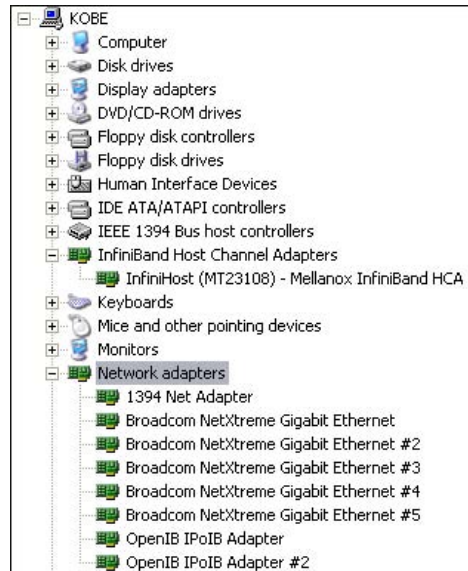 KOBE
Computer
Disk drives
Display adapters
DVD/CD-ROM drives
Floppy disk controllers
Floppy disk drives
Human Interface Devices
IDE ATA/ATAPI controllers
IEEE 1394 Bus host controllers
InfiniBand Host Channel Adapters
InfiniHost (MT23108) - Mellanox InfiniBand HCA
Keyboards
Mice and other pointing devices
Monitors
Network adapters
1394 Net Adapter
Broadcom NetXtreme Gigabit Ethernet
Broadcom NetXtreme Gigabit Ethernet #2
Broadcom NetXtreme Gigabit Ethernet #3
Broadcom NetXtreme Gigabit Ethernet #4
Broadcom NetXtreme Gigabit Ethernet #5
OpenIB IPoIB Adapter
OpenIB IPoIB Adapter #2